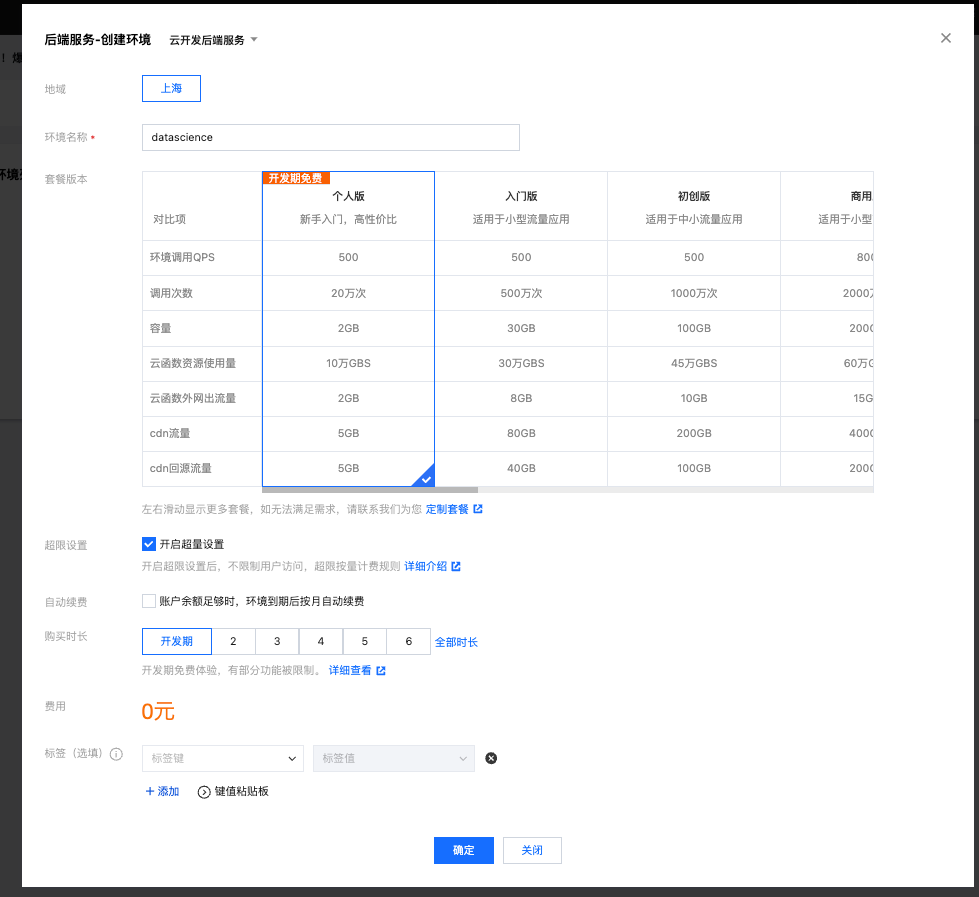 后端服务-创建环境 云开发后端服务
地域 上海
环境名称 * datascience
套餐版本
开发期免费
个人版 入门版 初创版 商用
对比项 新手入门，高性价比 适用于小型流量应用 适用于中小流量应用 适用于小型
环境调用QPS 500 500 500 800
调用次数 20万次 500万次 1000万次 2000万
容量 2GB 30GB 100GB 200G
云函数资源使用量 10万GBS 30万GBS 45万GBS 60万G
云函数外网出流量 2GB 8GB 10GB 15G
cdn流量 5GB 80GB 200GB 400G
cdn回源流量 5GB 40GB 100GB 200G
左右滑动显示更多套餐，如无法满足需求，请联系我们为您 定制套餐
超限设置 开启超量设置
开启超限设置后，不限制用户访问，超限按量计费规则 详细介绍
自动续费 账户余额足够时，环境到期后按月自动续费
购买时长 开发期 2 3 4 5 6 全部时长
开发期免费体验，有部分功能被限制。 详细查看
费用 0元
标签（选填） 标签键 标签值
+ 添加 键值粘贴板
确定 关闭